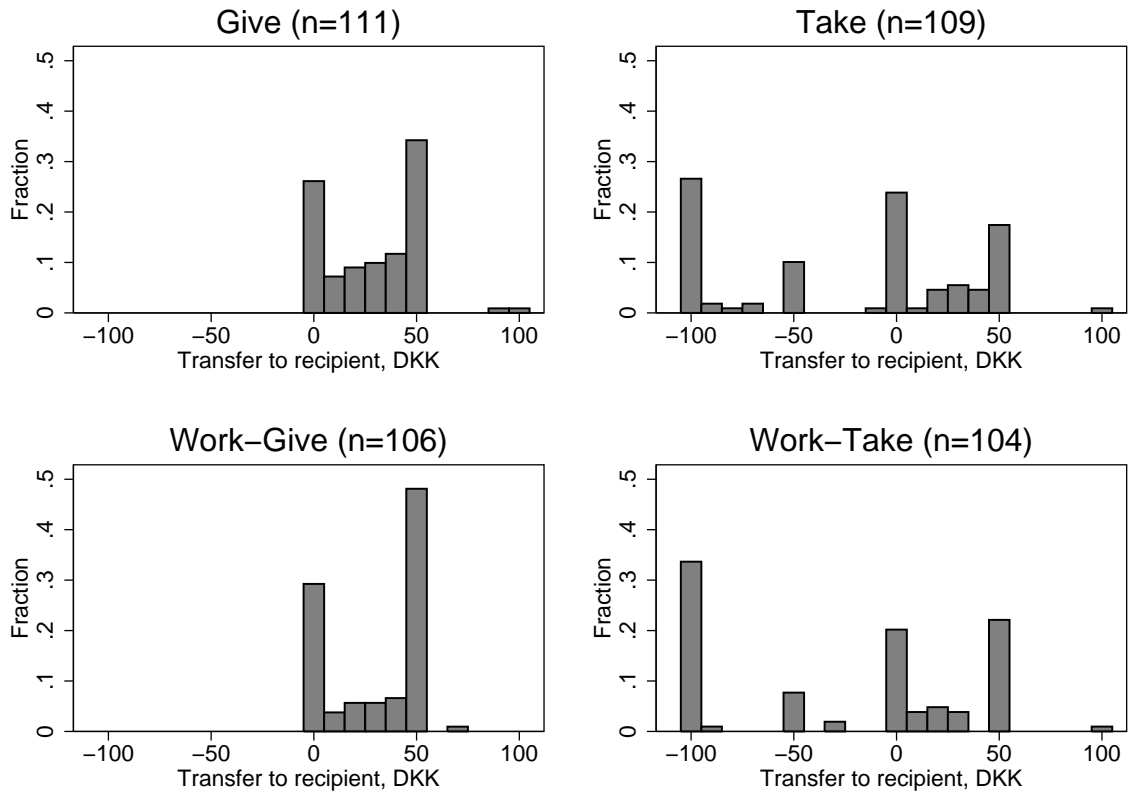 Give (n=111)
Fraction
0 .1 .2 .3 .4 .5
−100 −50 0 50 100
Transfer to recipient, DKK
Take (n=109)
Fraction
0 .1 .2 .3 .4 .5
−100 −50 0 50 100
Transfer to recipient, DKK
Work−Give (n=106)
Fraction
0 .1 .2 .3 .4 .5
−100 −50 0 50 100
Transfer to recipient, DKK
Work−Take (n=104)
Fraction
0 .1 .2 .3 .4 .5
−100 −50 0 50 100
Transfer to recipient, DKK